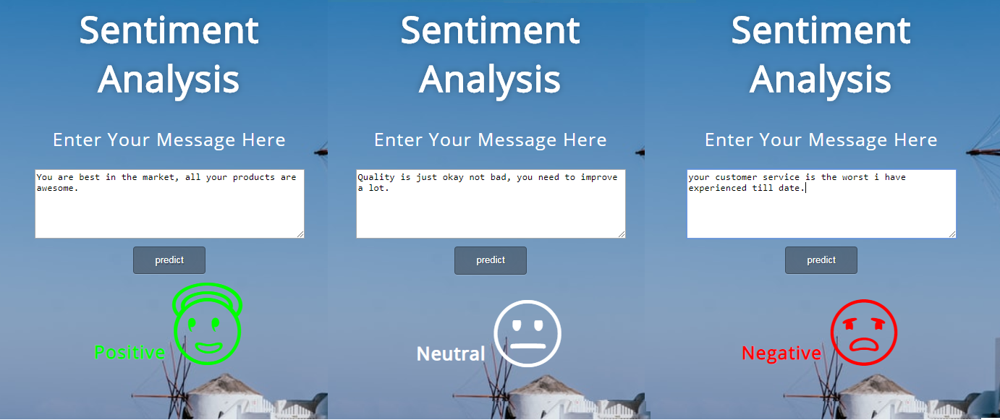 Sentiment
Analysis
Enter Your Message Here
You are best in the market, all your products are
awesome.
predict
Positive
Sentiment
Analysis
Enter Your Message Here
Quality is just okay not bad, you need to improve
a lot.
predict
Neutral
Sentiment
Analysis
Enter Your Message Here
your customer service is the worst i have
experienced till date.
predict
Negative